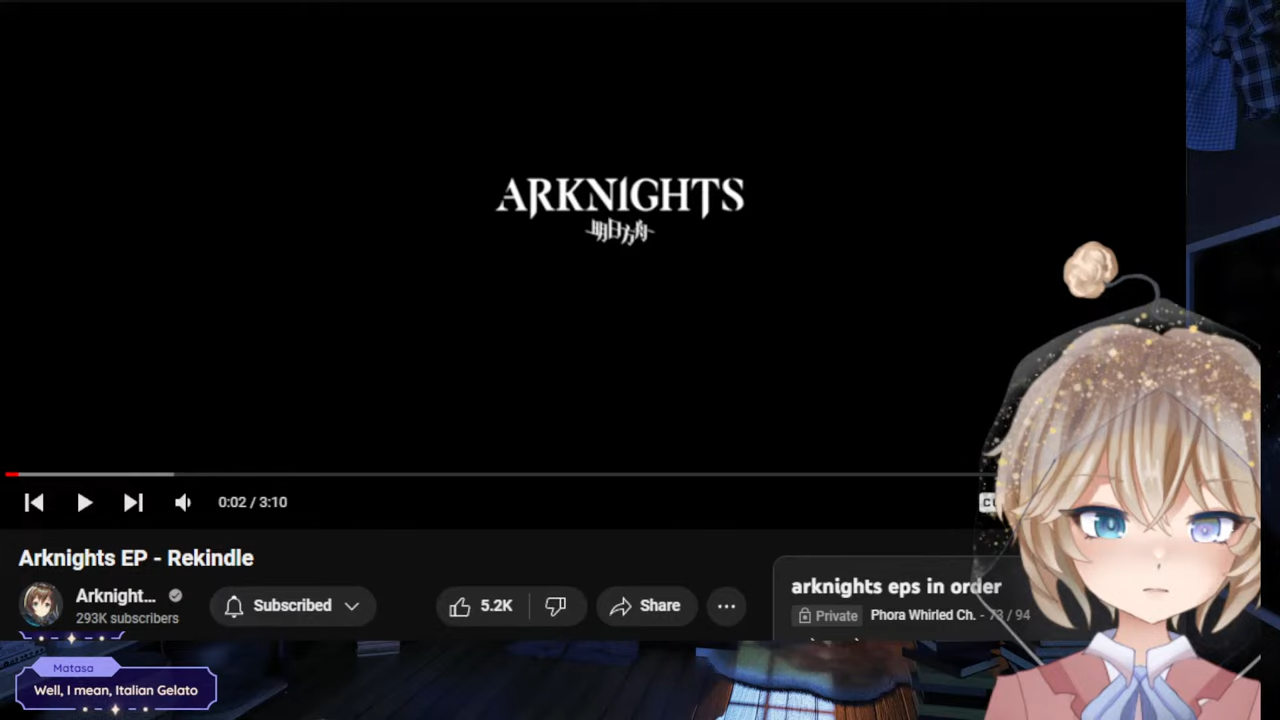 ARKNIGHTS
明日方舟
0:02 / 3:10
Arknights EP - Rekindle
Arknight...
293K subscribers
Subscribed
5.2K
Share
arknights eps in order
Private
Phora Whirled Ch. - 73 / 94
Matasa
Well, I mean, Italian Gelato